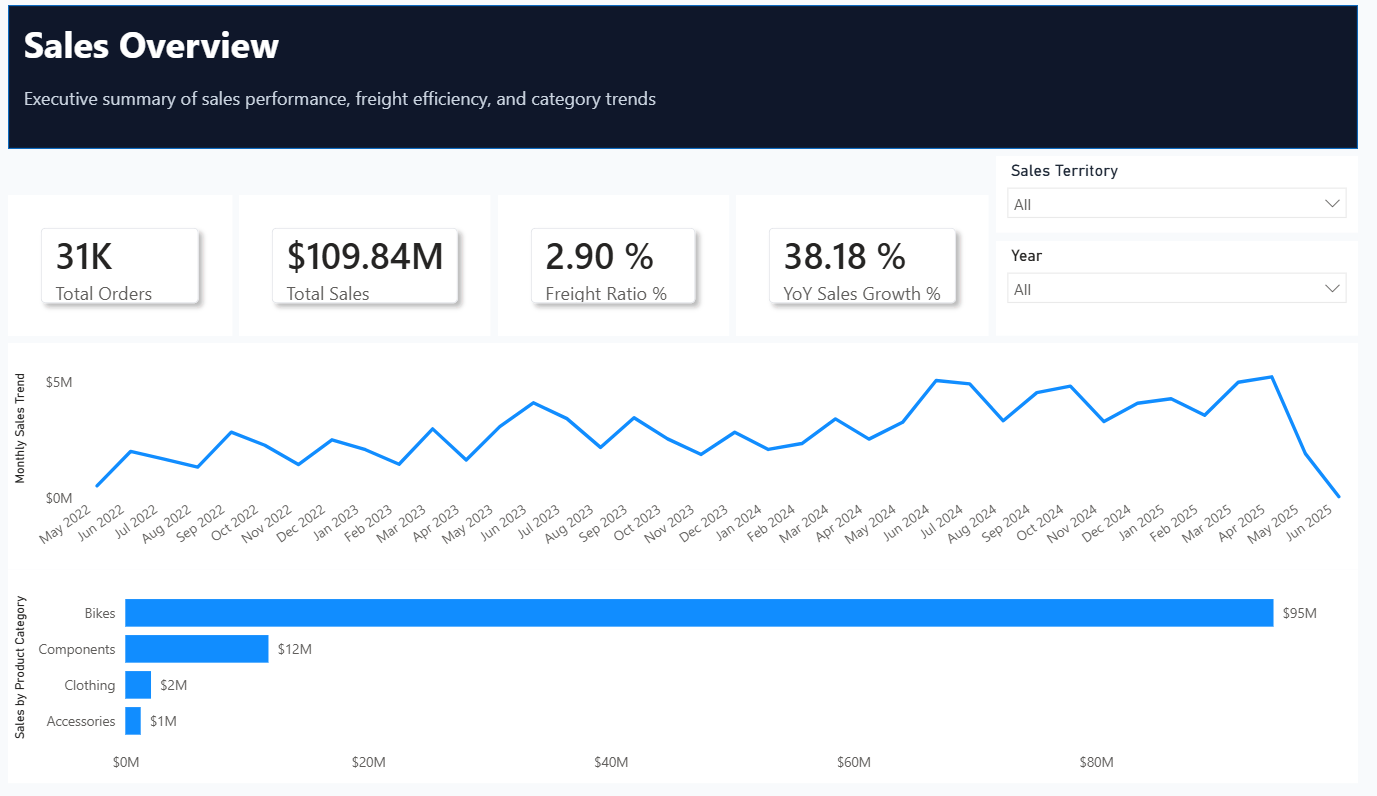 Sales Overview
Executive summary of sales performance, freight efficiency, and category trends
Sales Territory
All
Year
All
31K
Total Orders
$109.84M
Total Sales
2.90 %
Freight Ratio %
38.18 %
YoY Sales Growth %
Monthly Sales Trend
$5M
$0M
May 2022
Jun 2022
Jul 2022
Aug 2022
Sep 2022
Oct 2022
Nov 2022
Dec 2022
Jan 2023
Feb 2023
Mar 2023
Apr 2023
May 2023
Jun 2023
Jul 2023
Aug 2023
Sep 2023
Oct 2023
Nov 2023
Dec 2023
Jan 2024
Feb 2024
Mar 2024
Apr 2024
May 2024
Jun 2024
Jul 2024
Aug 2024
Sep 2024
Oct 2024
Nov 2024
Dec 2024
Jan 2025
Feb 2025
Mar 2025
Apr 2025
May 2025
Jun 2025
Sales by Product Category
Bikes $95M
Components $12M
Clothing $2M
Accessories $1M
$0M $20M $40M $60M $80M